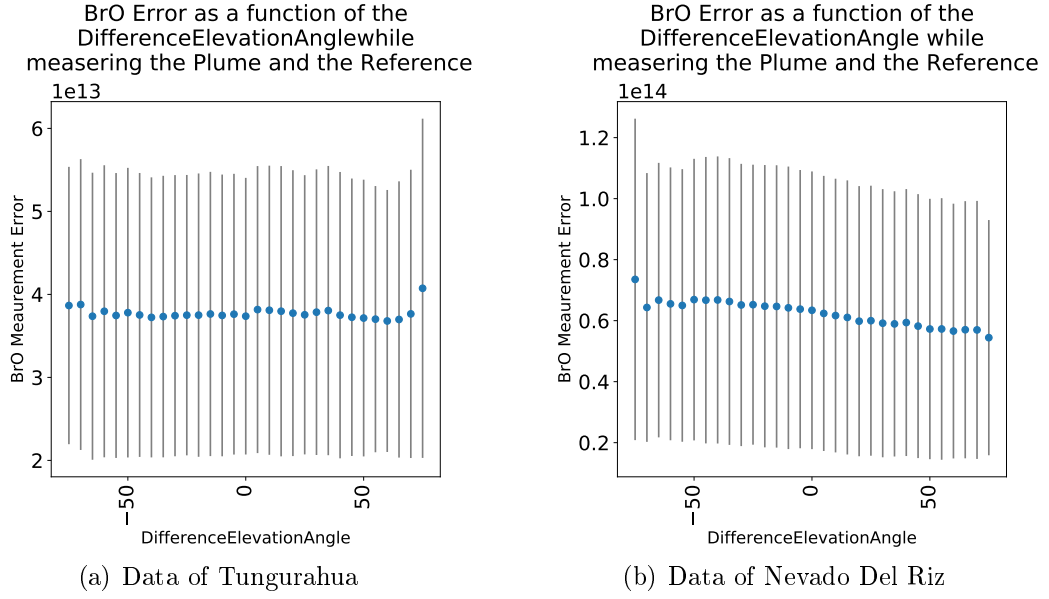 BrO Error as a function of the
DifferenceElevationAnglewhile
measering the Plume and the Reference
1e13
6
5
4
3
2
BrO Meaurement Error
−50
0
50
DifferenceElevationAngle
(a) Data of Tungurahua
BrO Error as a function of the
DifferenceElevationAngle while
measering the Plume and the Reference
1e14
1.2
1.0
0.8
0.6
0.4
0.2
BrO Meaurement Error
−50
0
50
DifferenceElevationAngle
(b) Data of Nevado Del Riz